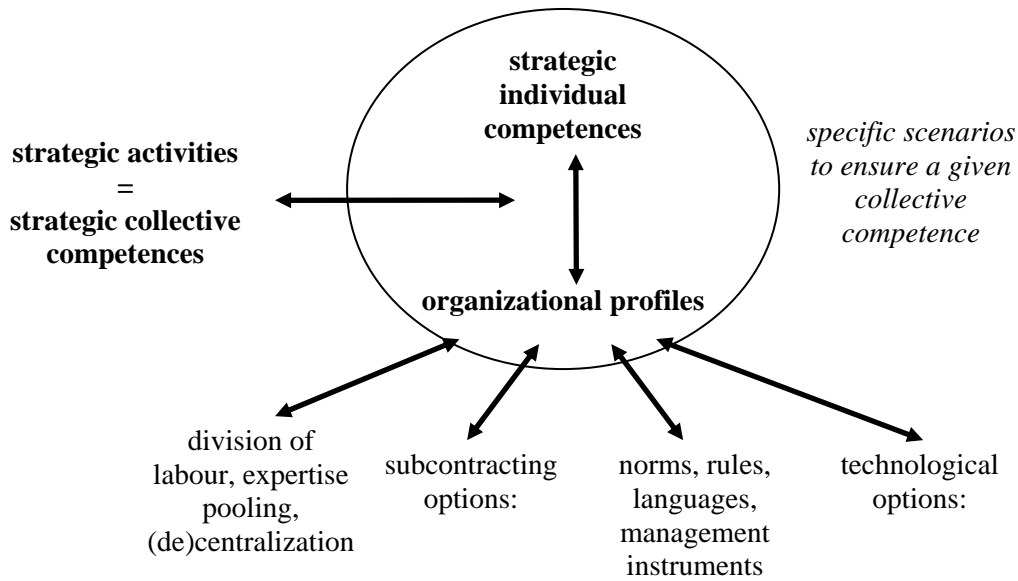 strategic
individual
competences
strategic activities
=
strategic collective
competences
specific scenarios
to ensure a given
collective
competence
organizational profiles
division of
labour, expertise
pooling,
(de)centralization
subcontracting
options:
norms, rules,
languages,
management
instruments
technological
options: